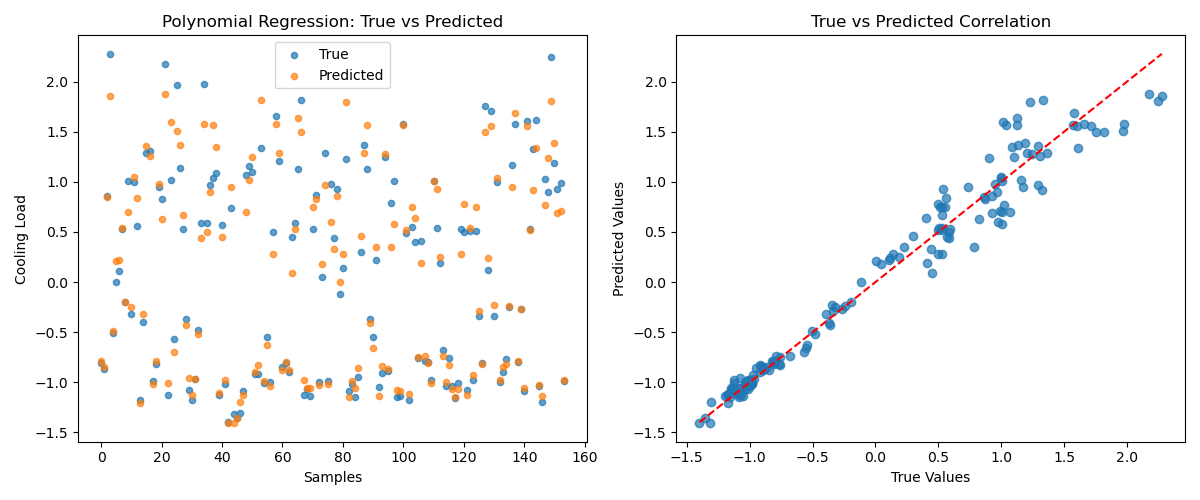 Polynomial Regression: True vs Predicted
True
Predicted
Cooling Load
2.0
1.5
1.0
0.5
0.0
−0.5
−1.0
−1.5
0 20 40 60 80 100 120 140 160
Samples
True vs Predicted Correlation
Predicted Values
2.0
1.5
1.0
0.5
0.0
−0.5
−1.0
−1.5
−1.5 −1.0 −0.5 0.0 0.5 1.0 1.5 2.0
True Values